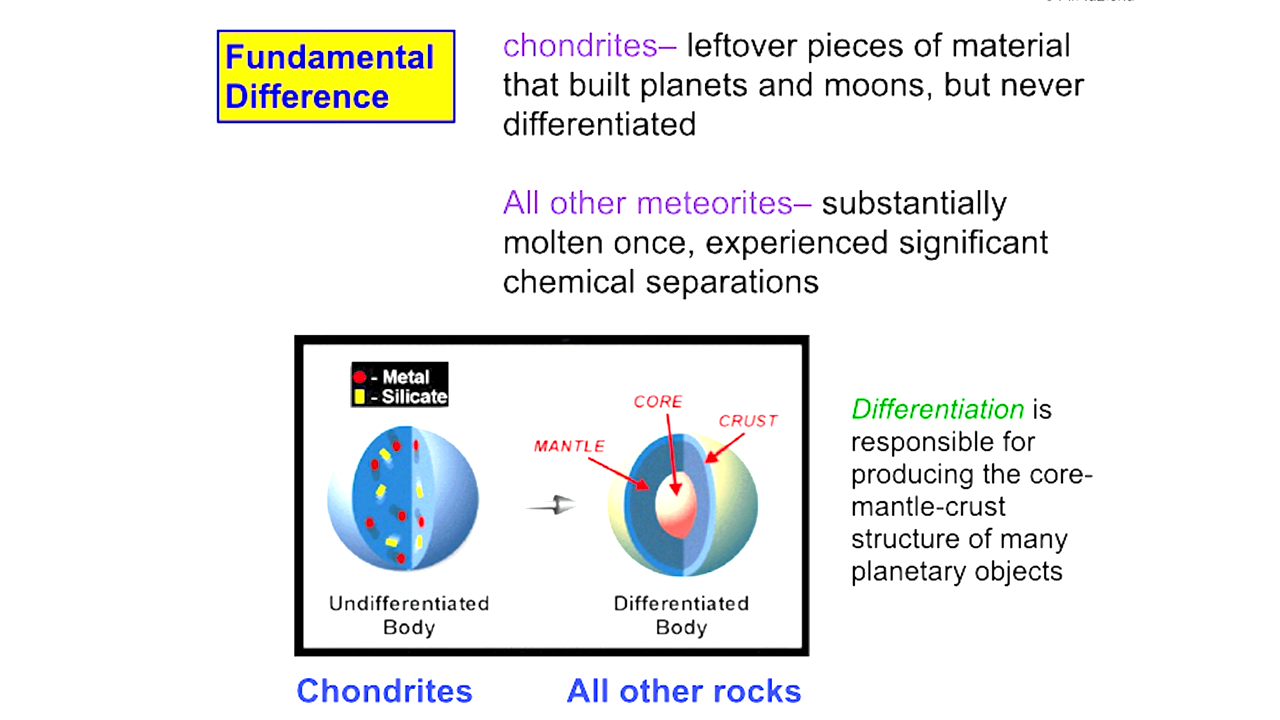 Fundamental
Difference
chondrites– leftover pieces of material
that built planets and moons, but never
differentiated
All other meteorites– substantially
molten once, experienced significant
chemical separations
- Metal
- Silicate
CORE
CRUST
MANTLE
Undifferentiated
Body
Differentiated
Body
Differentiation is
responsible for
producing the core-
mantle-crust
structure of many
planetary objects
Chondrites
All other rocks